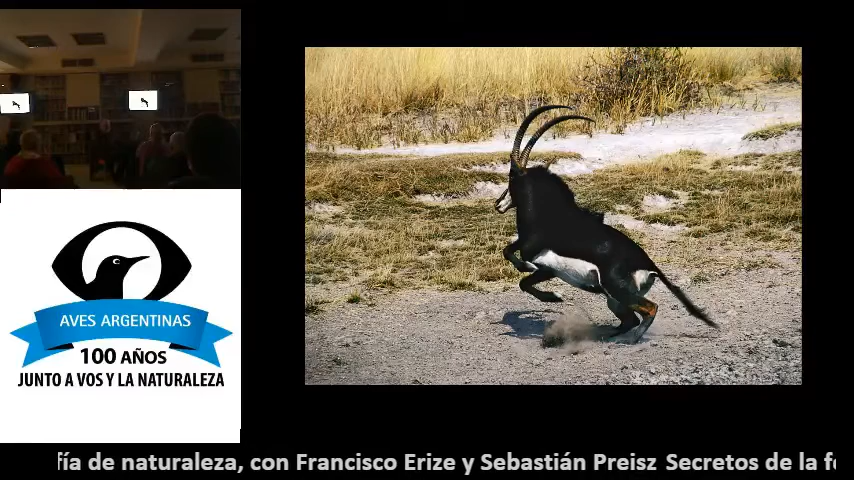 AVES ARGENTINAS
100 AÑOS
JUNTO A VOS Y LA NATURALEZA
fía de naturaleza, con Francisco Erize y Sebastián Preisz Secretos de la